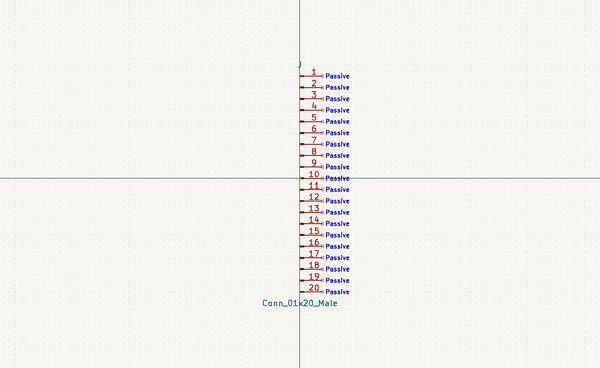 J
1 Passive
2 Passive
3 Passive
4 Passive
5 Passive
6 Passive
7 Passive
8 Passive
9 Passive
10 Passive
11 Passive
12 Passive
13 Passive
14 Passive
15 Passive
16 Passive
17 Passive
18 Passive
19 Passive
20 Passive
Conn_01x20_Male